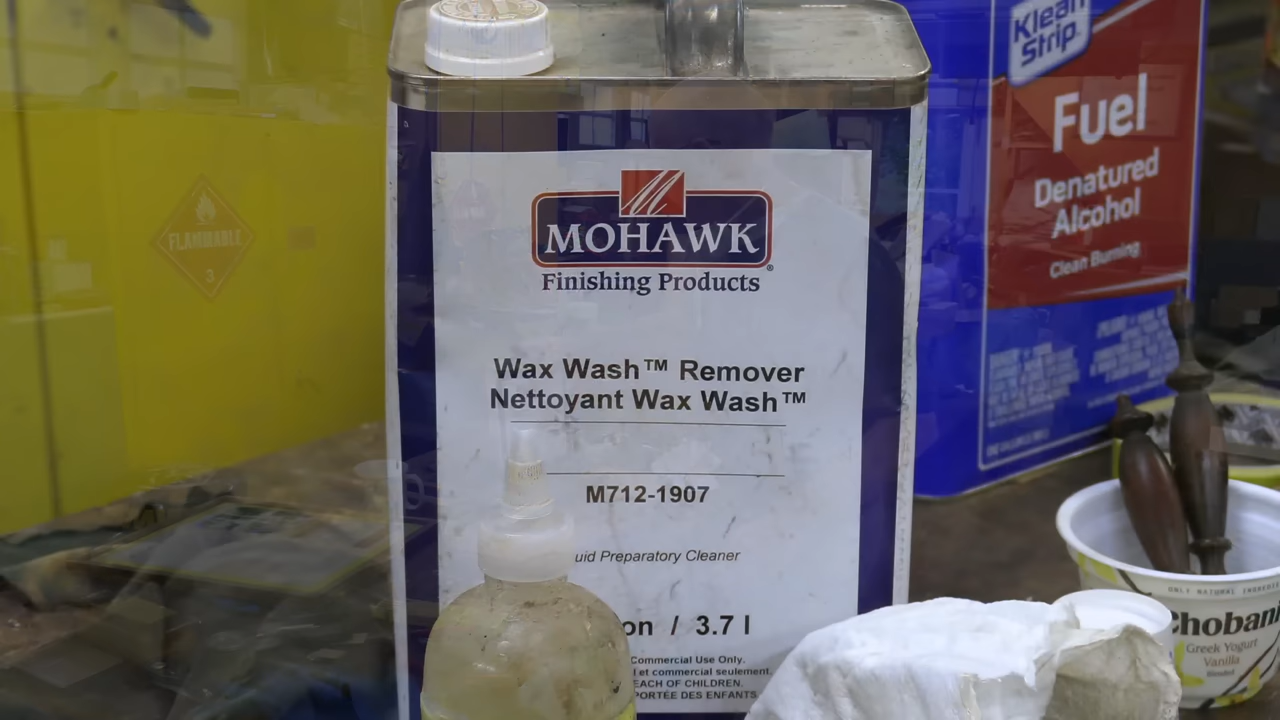 FLAMMABLE
3
MOHAWK
Finishing Products
Wax Wash™ Remover
Nettoyant Wax Wash™
M712-1907
uid Preparatory Cleaner
on / 3.7 l
Commercial Use Only.
l et commercial seulement.
EACH OF CHILDREN.
PORTÉE DES ENFANTS
Klean
Strip
Fuel
Denatured
Alcohol
Clean Burning
ONLY NATURAL INGREDIE
Chobani
Greek Yogurt
Vanilla
Blended